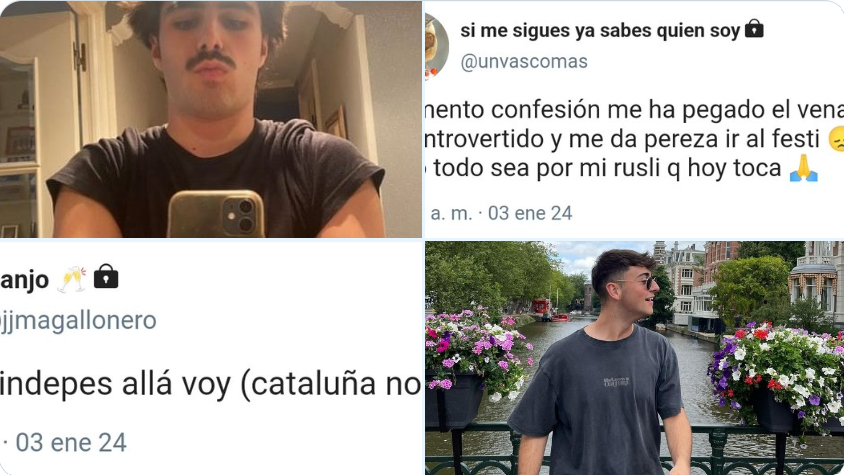 si me sigues ya sabes quien soy
@unvascomas
mento confesión me ha pegado el vena
ntrovertido y me da pereza ir al festi
todo sea por mi rusli q hoy toca
a. m. · 03 ene 24
anjo
jjmagallonero
indepes allá voy (cataluña no
· 03 ene 24